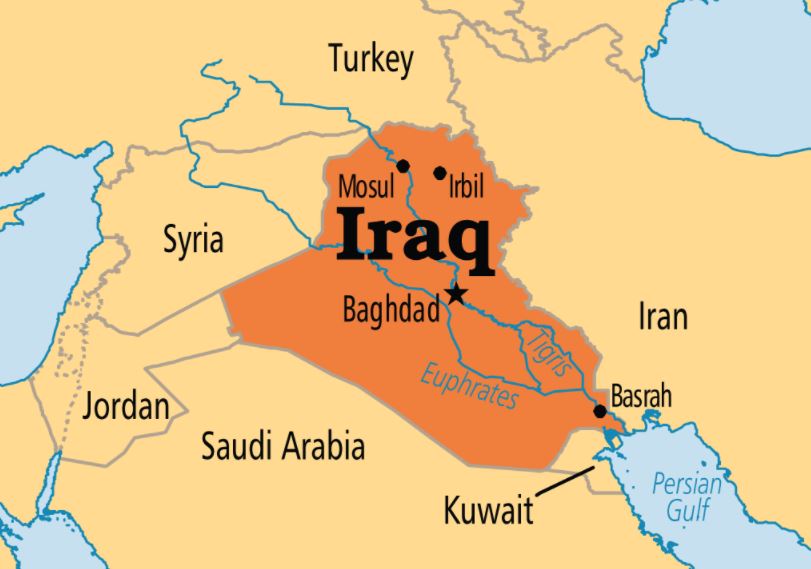 Turkey
Mosul
Irbil
Iraq
Syria
Baghdad
Iran
Tigris
Euphrates
Basrah
Jordan
Saudi Arabia
Kuwait
Persian
Gulf